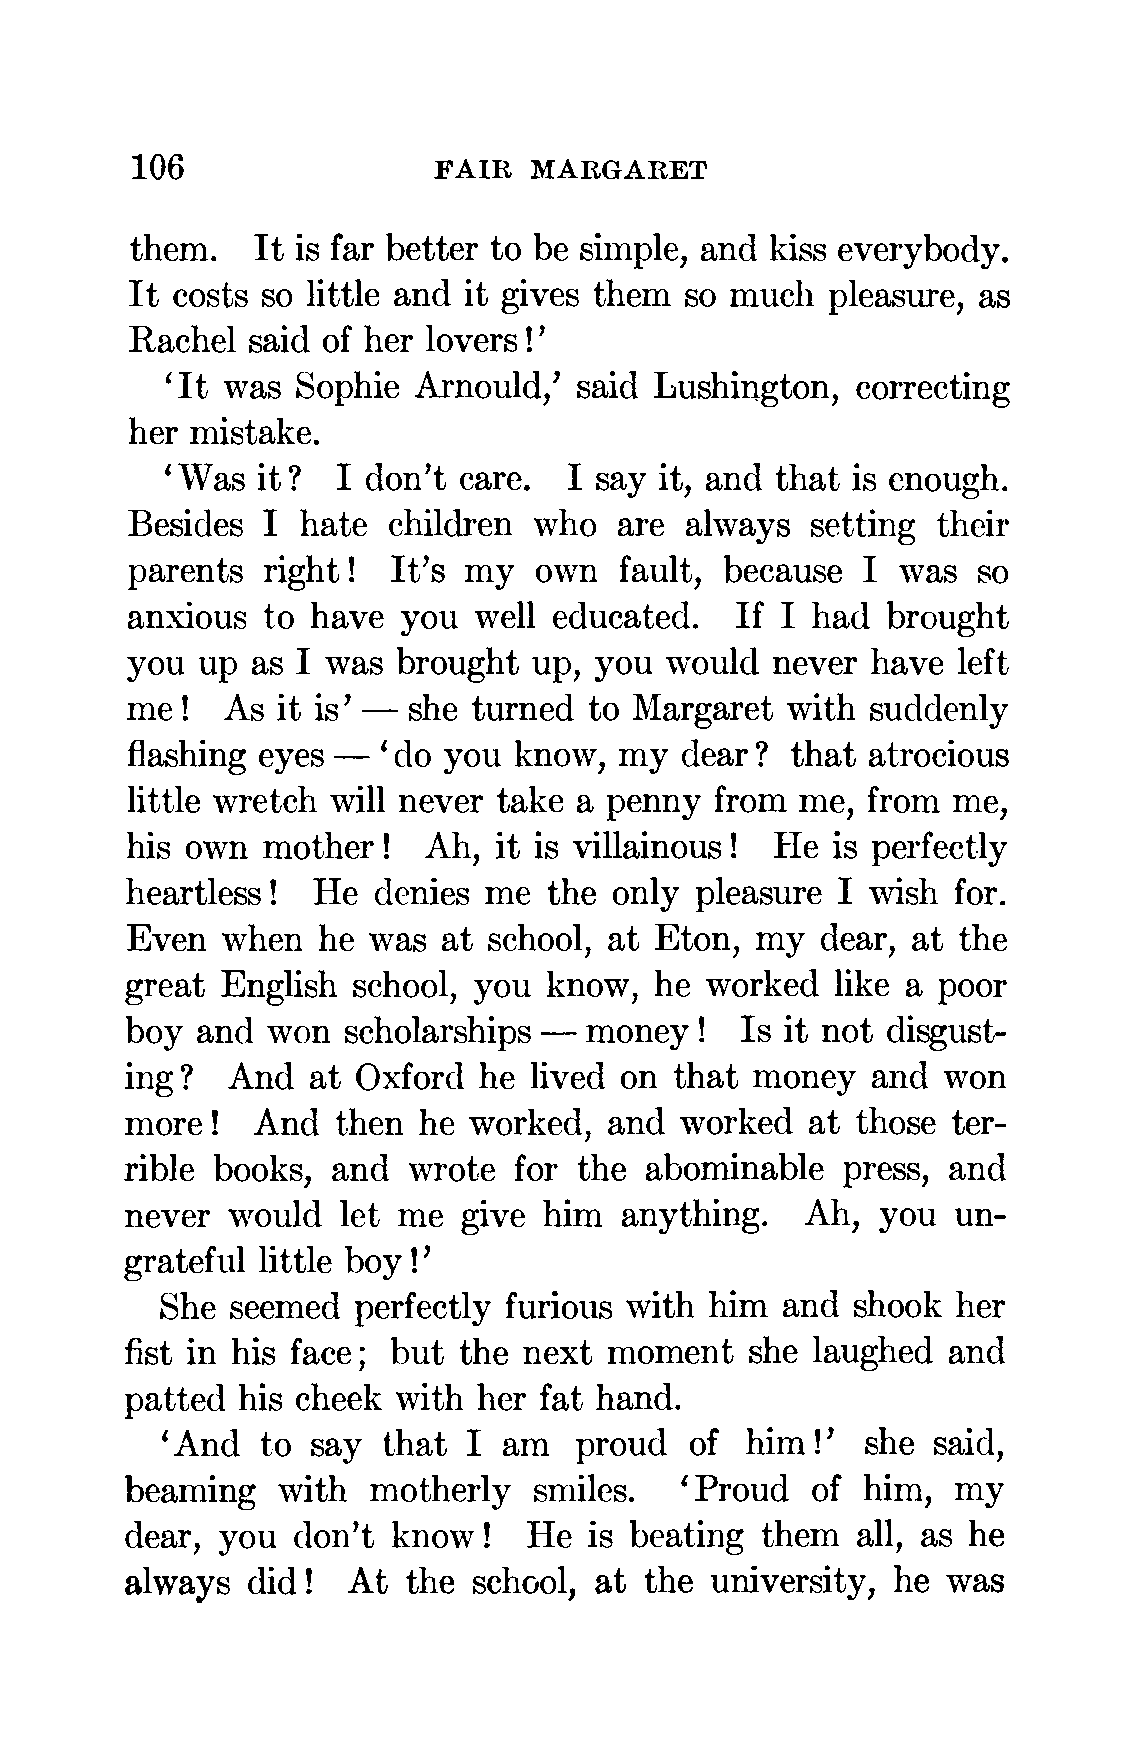 106 FAIR MARGARET
them. It is far better to be simple, and kiss everybody.
It costs so little and it gives them so much pleasure, as
Rachel said of her lovers!'
'It was Sophie Arnould,' said Lushington, correcting
her mistake.
'Was it? I don't care. I say it, and that is enough.
Besides I hate children who are always setting their
parents right! It's my own fault, because I was so
anxious to have you well educated. If I had brought
you up as I was brought up, you would never have left
me! As it is' — she turned to Margaret with suddenly
flashing eyes — 'do you know, my dear? that atrocious
little wretch will never take a penny from me, from me,
his own mother! Ah, it is villainous! He is perfectly
heartless! He denies me the only pleasure I wish for.
Even when he was at school, at Eton, my dear, at the
great English school, you know, he worked like a poor
boy and won scholarships — money! Is it not disgust-
ing? And at Oxford he lived on that money and won
more! And then he worked, and worked at those ter-
rible books, and wrote for the abominable press, and
never would let me give him anything. Ah, you un-
grateful little boy!'
She seemed perfectly furious with him and shook her
fist in his face; but the next moment she laughed and
patted his cheek with her fat hand.
'And to say that I am proud of him!' she said,
beaming with motherly smiles. 'Proud of him, my
dear, you don't know! He is beating them all, as he
always did! At the school, at the university, he was